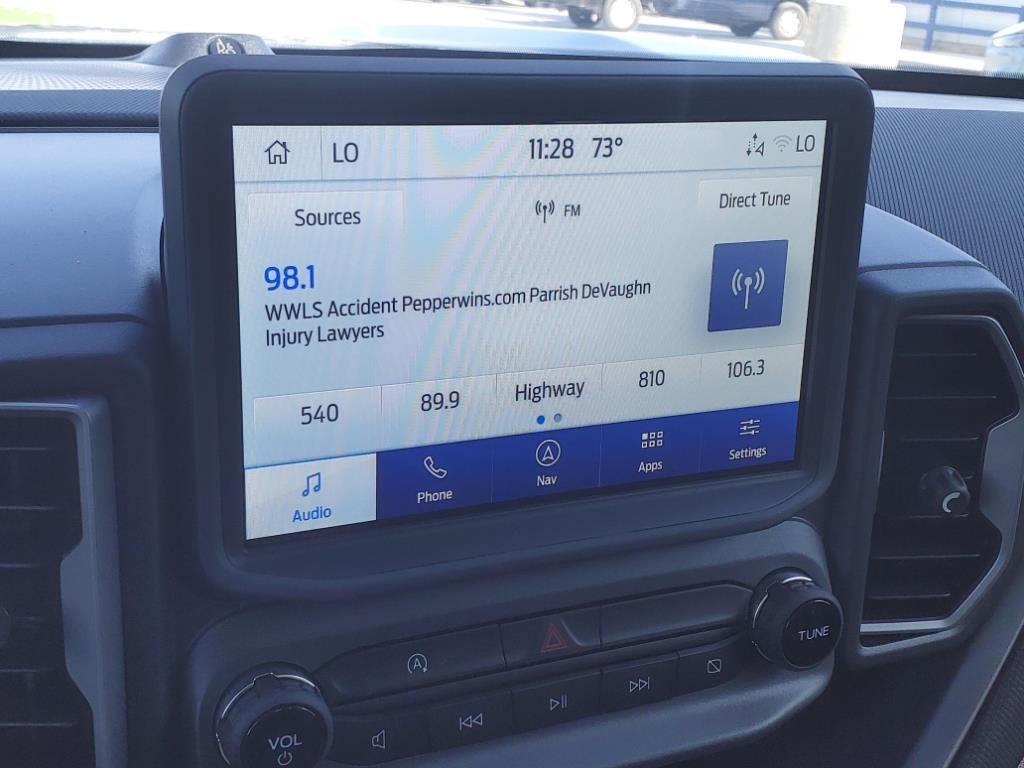 LO 11:28 73° LO
Sources FM Direct Tune
98.1
WWLS Accident Pepperwins.com Parrish DeVaughn
Injury Lawyers
540 89.9 Highway 810 106.3
Audio Phone Nav Apps Settings
TUNE
A
VOL